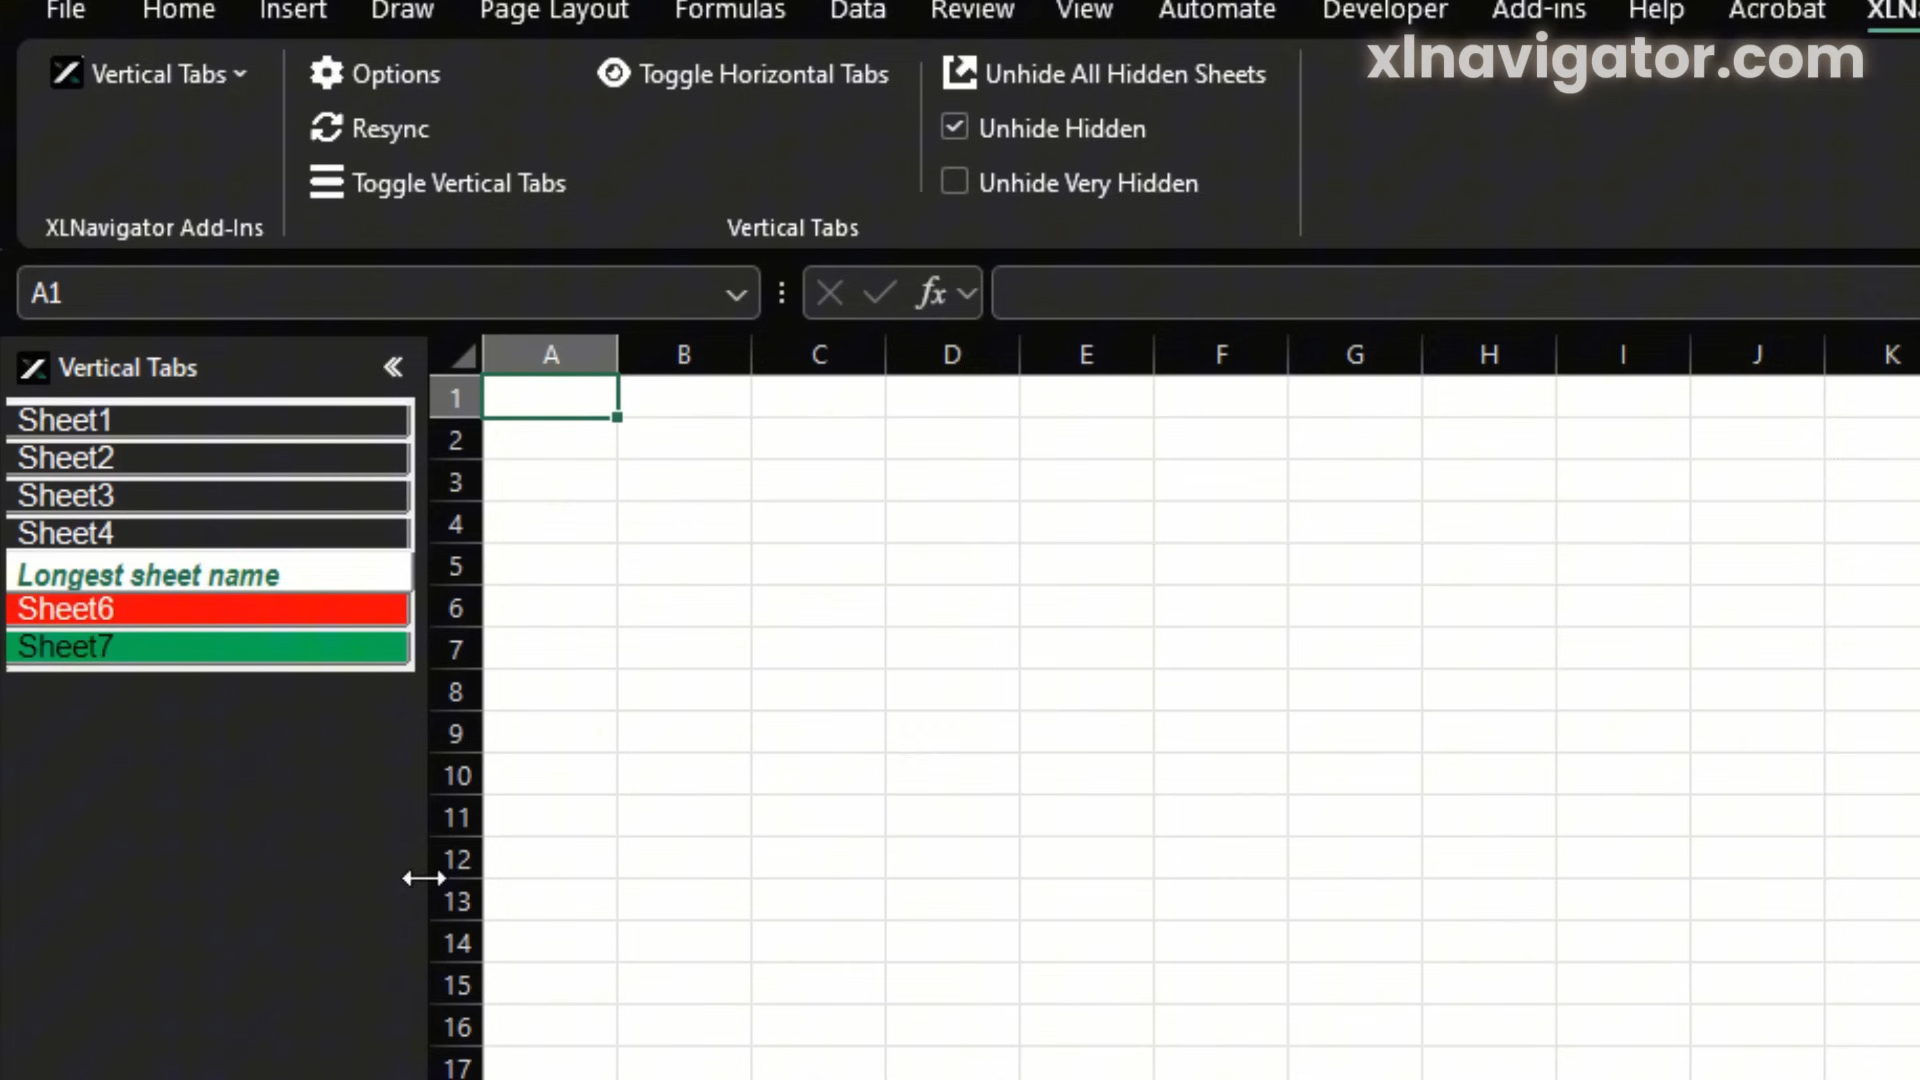 File Home Insert Draw Page Layout Formulas Data Review View Automate Developer Add-ins Help Acrobat XLN
xlnavigator.com
Vertical Tabs Options Toggle Horizontal Tabs Unhide All Hidden Sheets
Resync Unhide Hidden
Toggle Vertical Tabs Unhide Very Hidden
XLNavigator Add-Ins Vertical Tabs
A1 fx
Vertical Tabs «
A B C D E F G H I J K
Sheet1
Sheet2
Sheet3
Sheet4
Longest sheet name
Sheet6
Sheet7
1
2
3
4
5
6
7
8
9
10
11
12
13
14
15
16
17